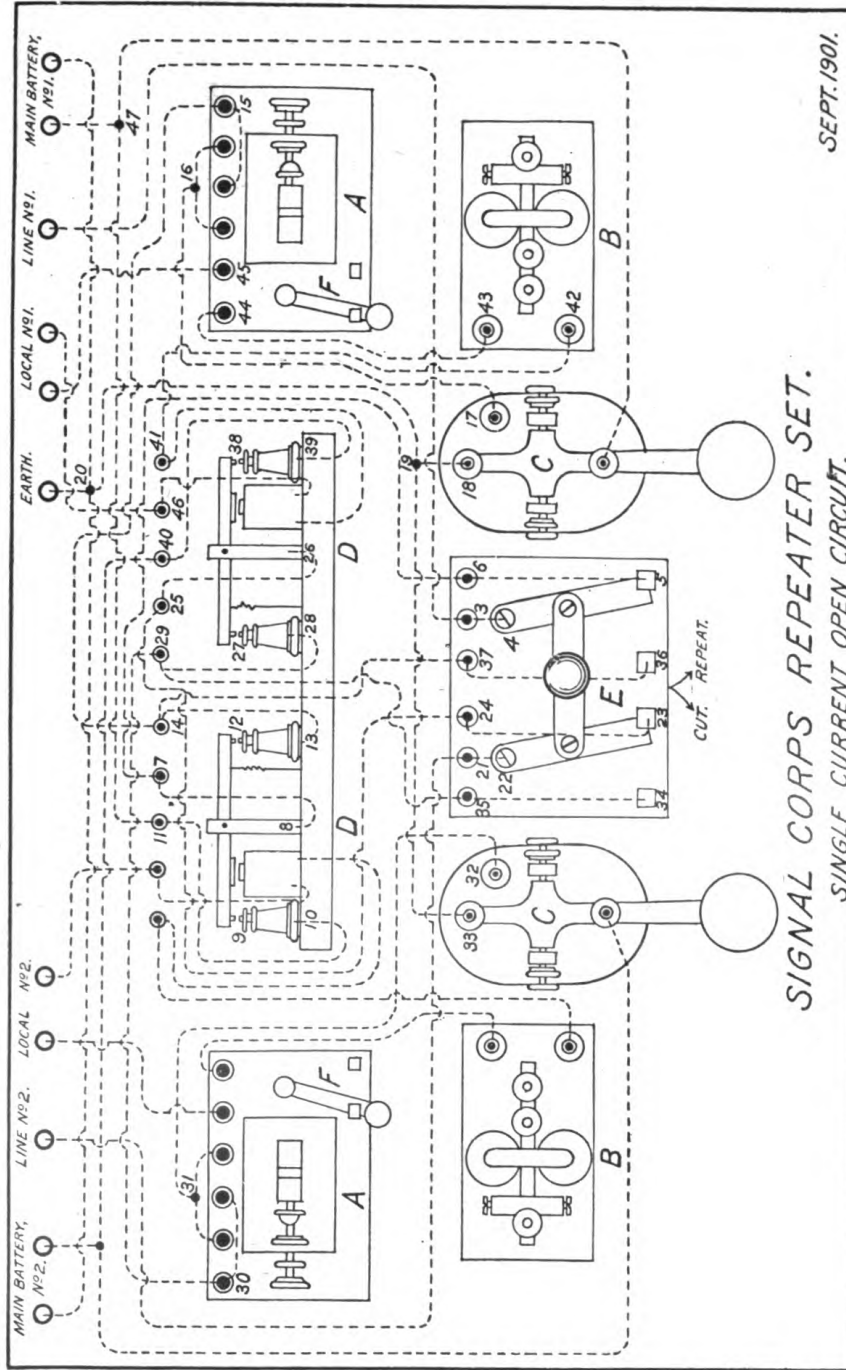 MAIN BATTERY,
Nº2.
LINE Nº2.
LOCAL Nº2.
EARTH.
LOCAL Nº1.
LINE Nº1.
MAIN BATTERY,
Nº1.
47
20
11 7 14 29 25 40 46 41
31
30
16
15
45
44
A
F
A
F
9
10
8
12
13
27
28
26
38
39
D
D
B
33
32
C
35 21 24 37 3 6
22
4
34 23 36 5
E
CUT. REPEAT.
19
18
17
C
43
42
B
SIGNAL CORPS REPEATER SET.
SINGLE CURRENT OPEN CIRCUIT.
SEPT. 1901.